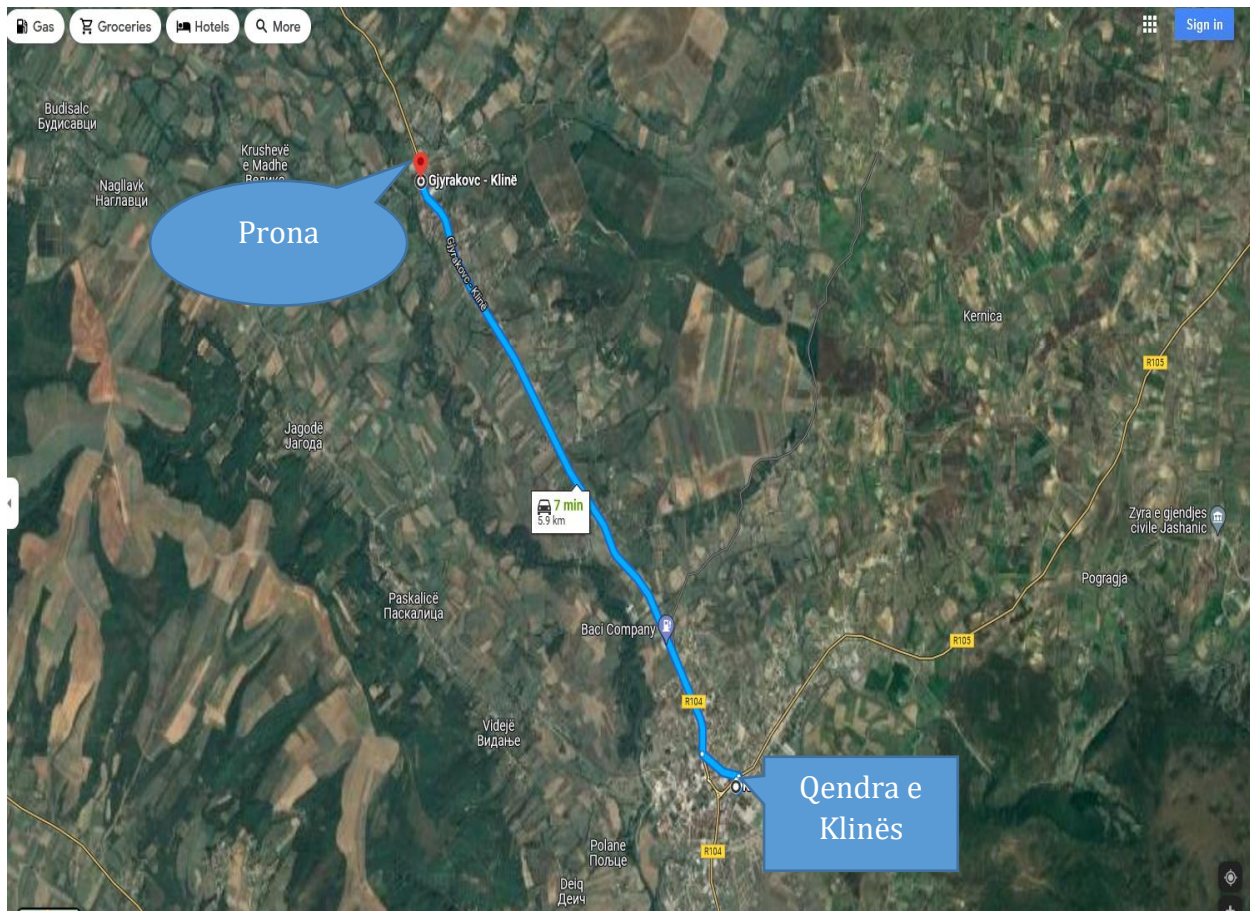 Gas
Groceries
Hotels
More
Sign in
Budisalc
Будисавци
Krushevë
e Madhe
Велико
Nagllavk
Наглавци
Gjyrakovc - Klinë
Prona
Gjyrakovc - Klinë
Kernica
R105
Jagodë
Јагода
7 min
5.9 km
Zyra e gjendjes
civile Jashanic
Pogragja
Paskalicë
Паскалица
Baci Company
R105
R104
Videjë
Видање
Qendra e
Klinës
Polane
Пољце
R104
Deiq
Деич